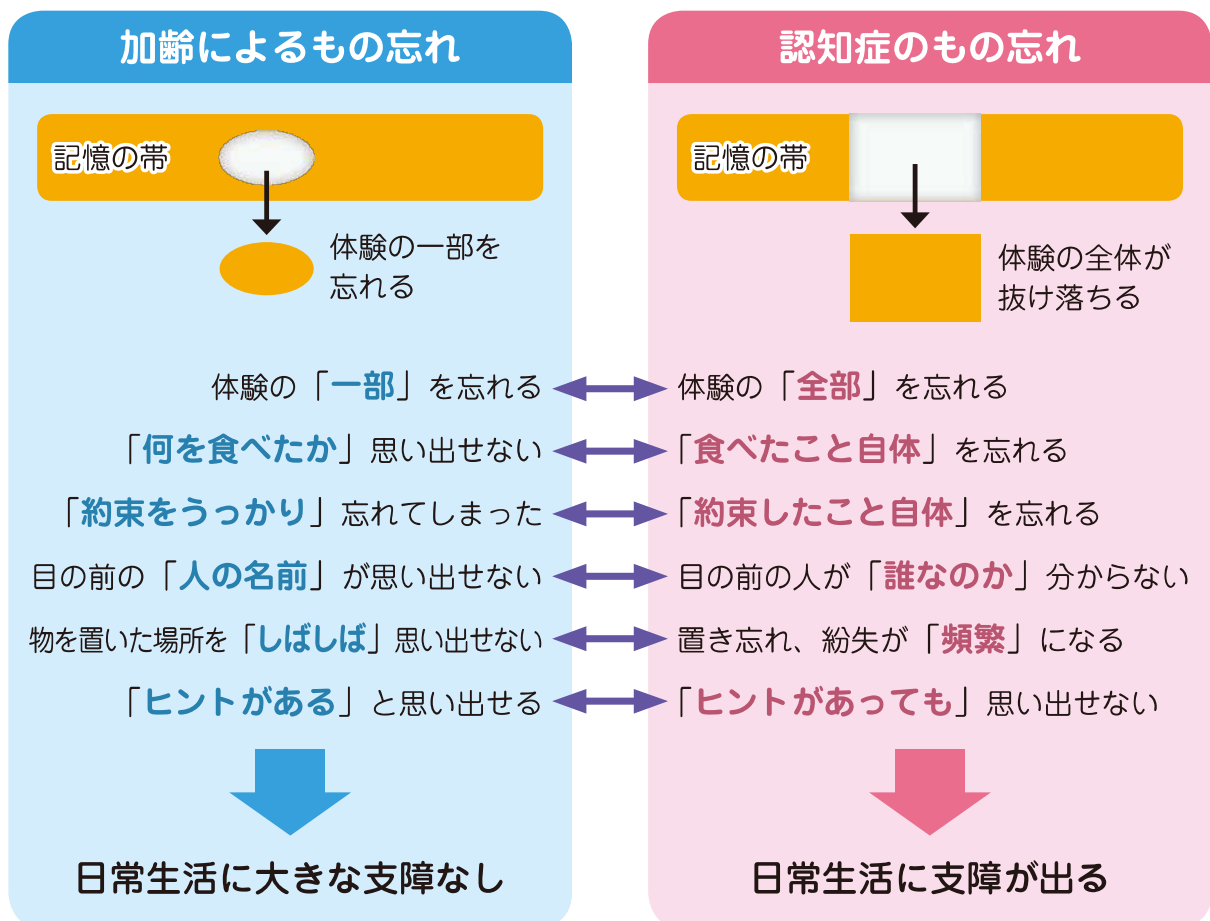 加齢によるもの忘れ
記憶の帯
体験の一部を
忘れる
体験の「一部」を忘れる
「何を食べたか」思い出せない
「約束をうっかり」忘れてしまった
目の前の「人の名前」が思い出せない
物を置いた場所を「しばしば」思い出せない
「ヒントがある」と思い出せる
日常生活に大きな支障なし
認知症のもの忘れ
記憶の帯
体験の全体が
抜け落ちる
体験の「全部」を忘れる
「食べたこと自体」を忘れる
「約束したこと自体」を忘れる
目の前の人が「誰なのか」分からない
置き忘れ、紛失が「頻繁」になる
「ヒントがあっても」思い出せない
日常生活に支障が出る